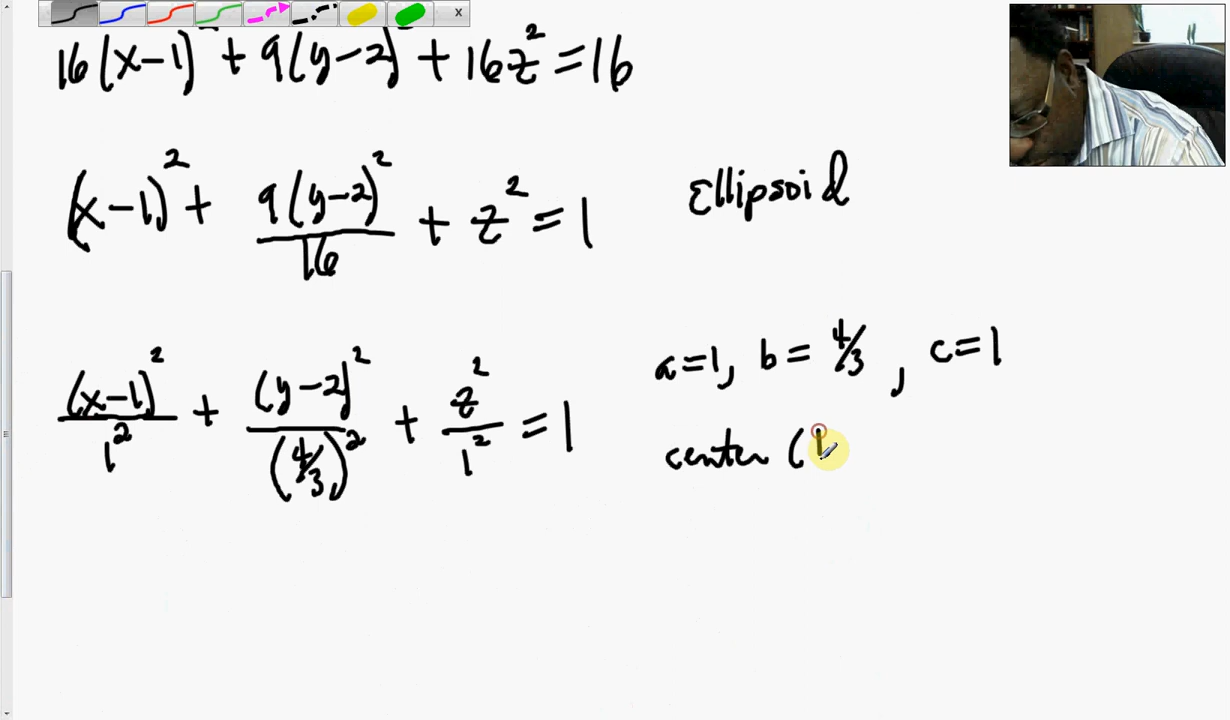 16(x-1)² + 9(y-2)² + 16z² = 16
(x-1)² + 9(y-2)²/16 + z² = 1
Ellipsoid
(x-1)²/1² + (y-2)²/(4/3)² + z²/1² = 1
a=1, b=4/3, c=1
center (1,
x